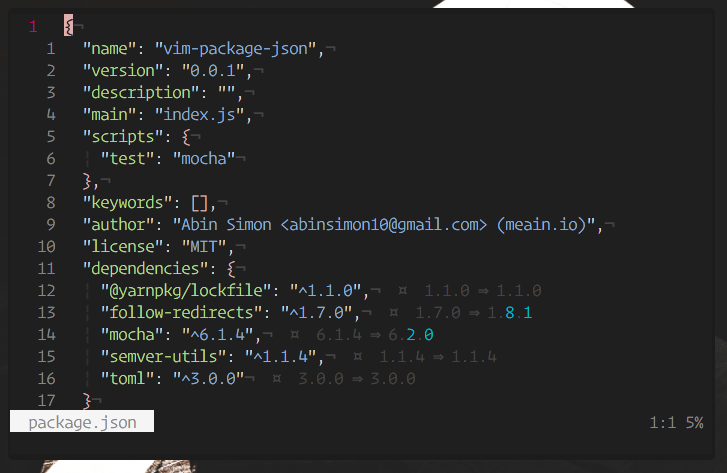 1 {¬
1 "name": "vim-package-json",¬
2 "version": "0.0.1",¬
3 "description": "",¬
4 "main": "index.js",¬
5 "scripts": {¬
6 ¦ "test": "mocha"¬
7 },¬
8 "keywords": [],¬
9 "author": "Abin Simon <abinsimon10@gmail.com> (meain.io)",¬
10 "license": "MIT",¬
11 "dependencies": {¬
12 ¦ "@yarnpkg/lockfile": "^1.1.0",¬ ¤ 1.1.0 ⇒ 1.1.0
13 ¦ "follow-redirects": "^1.7.0",¬ ¤ 1.7.0 ⇒ 1.8.1
14 ¦ "mocha": "^6.1.4",¬ ¤ 6.1.4 ⇒ 6.2.0
15 ¦ "semver-utils": "^1.1.4",¬ ¤ 1.1.4 ⇒ 1.1.4
16 ¦ "toml": "^3.0.0"¬ ¤ 3.0.0 ⇒ 3.0.0
17 }¬
package.json 1:1 5%